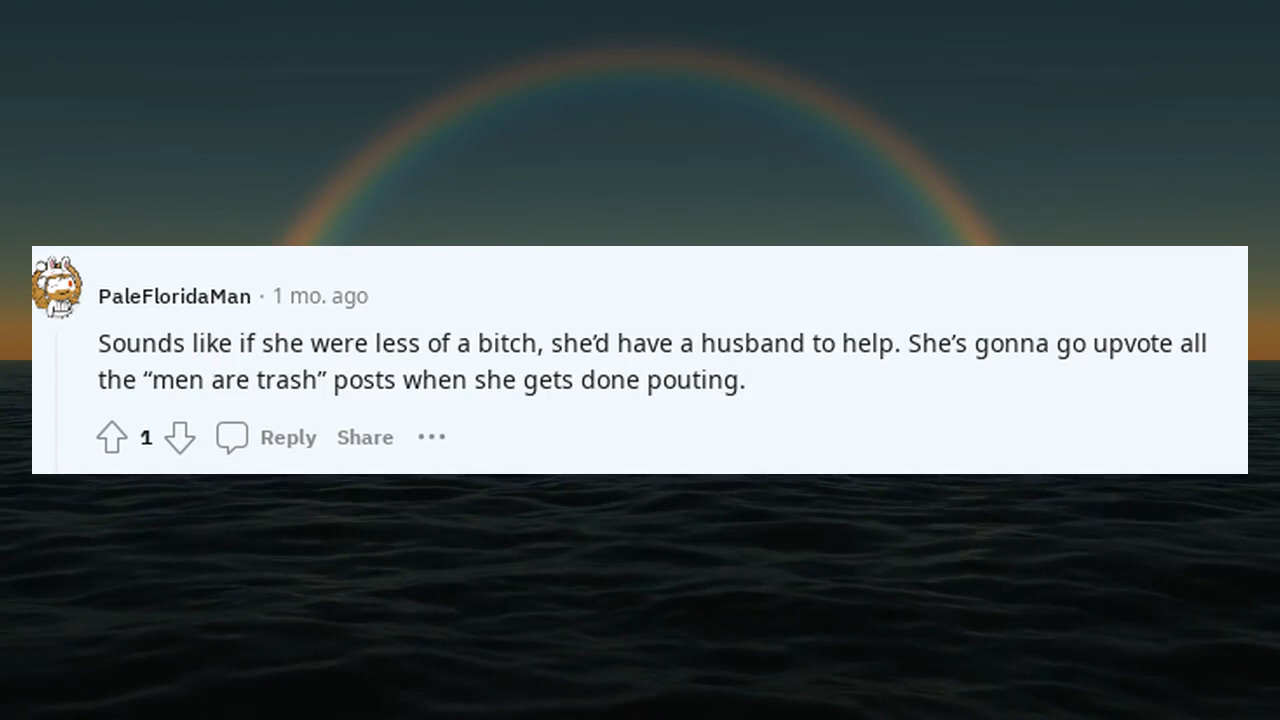 PaleFloridaMan · 1 mo. ago
Sounds like if she were less of a bitch, she’d have a husband to help. She’s gonna go upvote all
the “men are trash” posts when she gets done pouting.
1 Reply Share ···